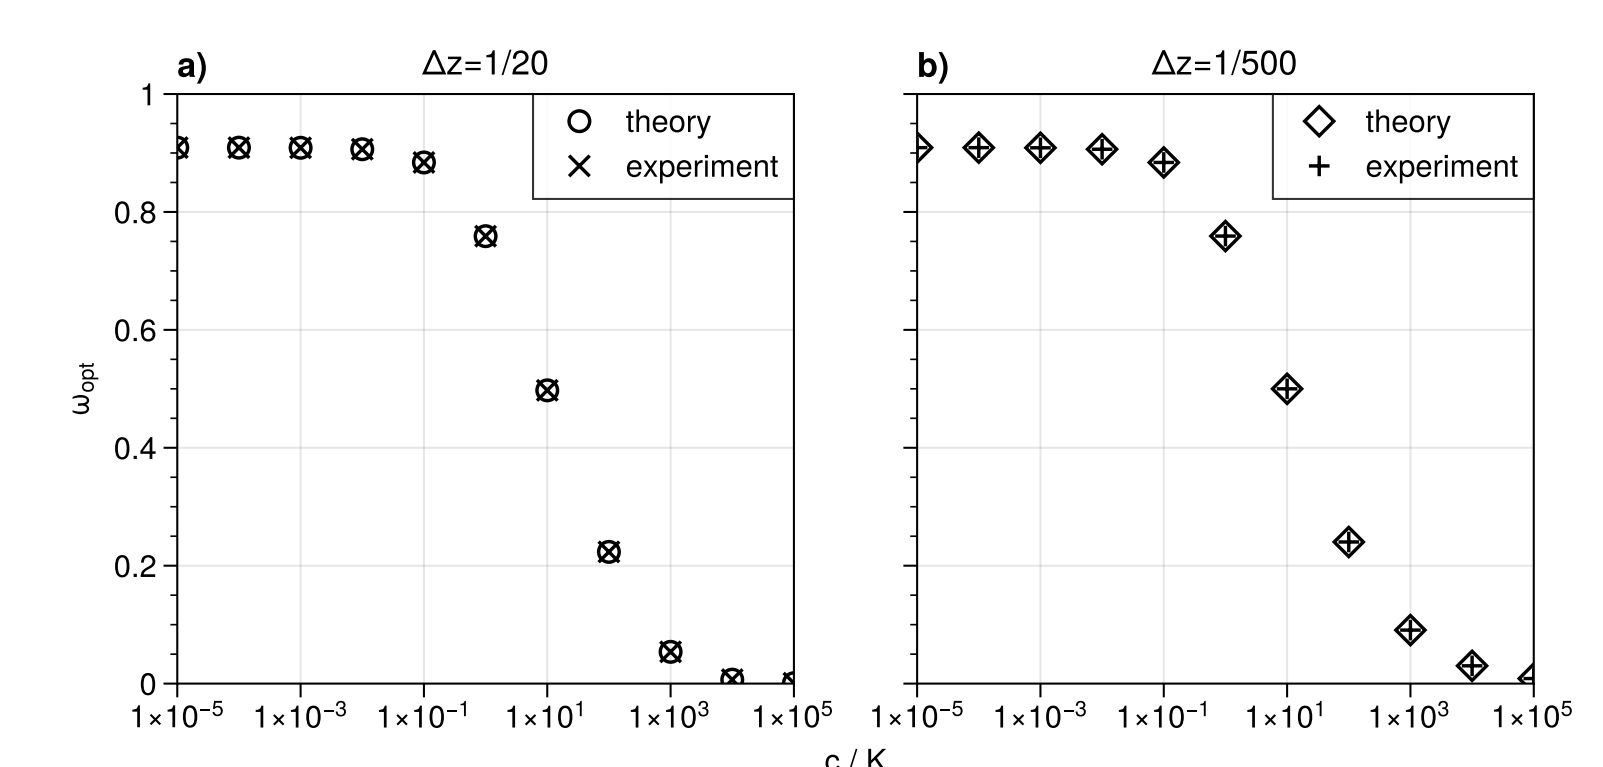 a) Δz=1/20
theory
experiment
1
0.8
0.6
0.4
0.2
0
ωopt
1×10⁻⁵ 1×10⁻³ 1×10⁻¹ 1×10¹ 1×10³ 1×10⁵
b) Δz=1/500
theory
experiment
1×10⁻⁵ 1×10⁻³ 1×10⁻¹ 1×10¹ 1×10³ 1×10⁵
c / K